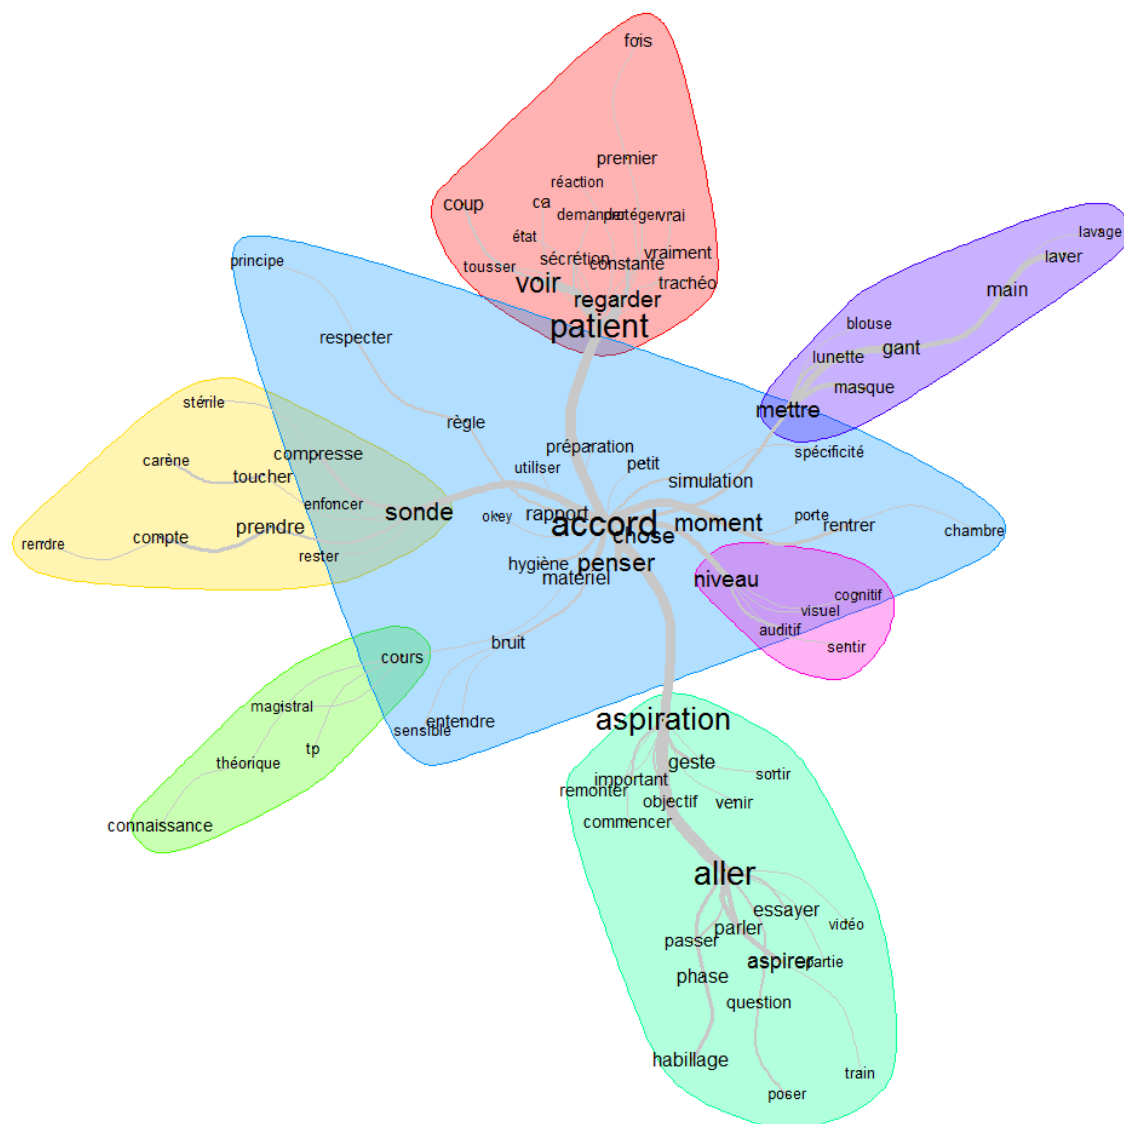 fois
premier
réaction
ca
coup
demander
protéger
vrai
état
vraiment
sécrétion
constante
tousser
voir
trachéo
regarder
patient
lavage
laver
main
blouse
gant
lunette
masque
mettre
principe
respecter
règle
préparation
utiliser
petit
simulation
spécificité
stérile
compresse
carène
toucher
enfoncer
sonde
prendre
compte
rendre
rester
okey
rapport
accord
chose
moment
porte
rentrer
chambre
penser
hygiène
matériel
niveau
cognitif
visuel
auditif
sentir
bruit
cours
magistral
sensible
entendre
tp
théorique
connaissance
aspiration
geste
sortir
important
remonter
objectif
venir
commencer
aller
essayer
vidéo
parler
passer
aspirer
partie
phase
question
habillage
train
poser